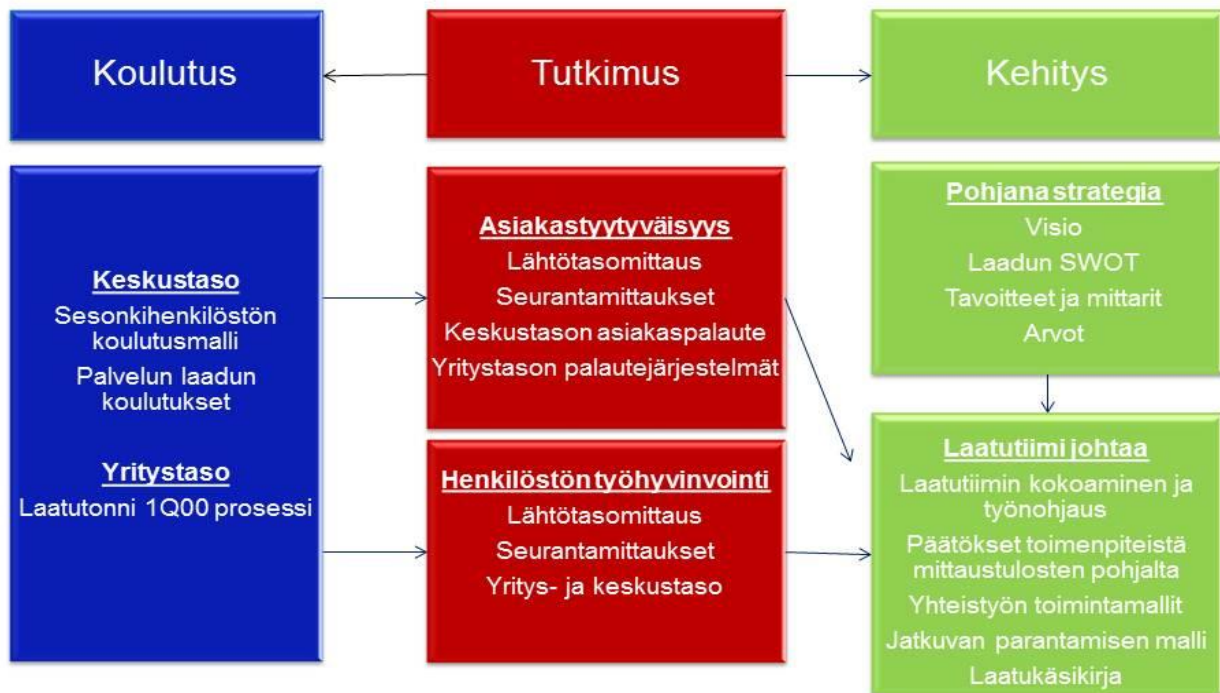 Koulutus
Tutkimus
Kehitys
Keskustaso
Sesonkihenkilöstön
koulutusmalli
Palvelun laadun
koulutukset
Yritystaso
Laatutonni 1Q00 prosessi
Asiakastyytyväisyys
Lähtötasomittaus
Seurantamittaukset
Keskustason asiakaspalaute
Yritystason palautejärjestelmät
Henkilöstön työhyvinvointi
Lähtötasomittaus
Seurantamittaukset
Yritys- ja keskustaso
Pohjana strategia
Visio
Laadun SWOT
Tavoitteet ja mittarit
Arvot
Laatutiimi johtaa
Laatutiimin kokoaminen ja
työnohjaus
Päätökset toimenpiteistä
mittaustulosten pohjalta
Yhteistyön toimintamallit
Jatkuvan parantamisen malli
Laatukäsikirja